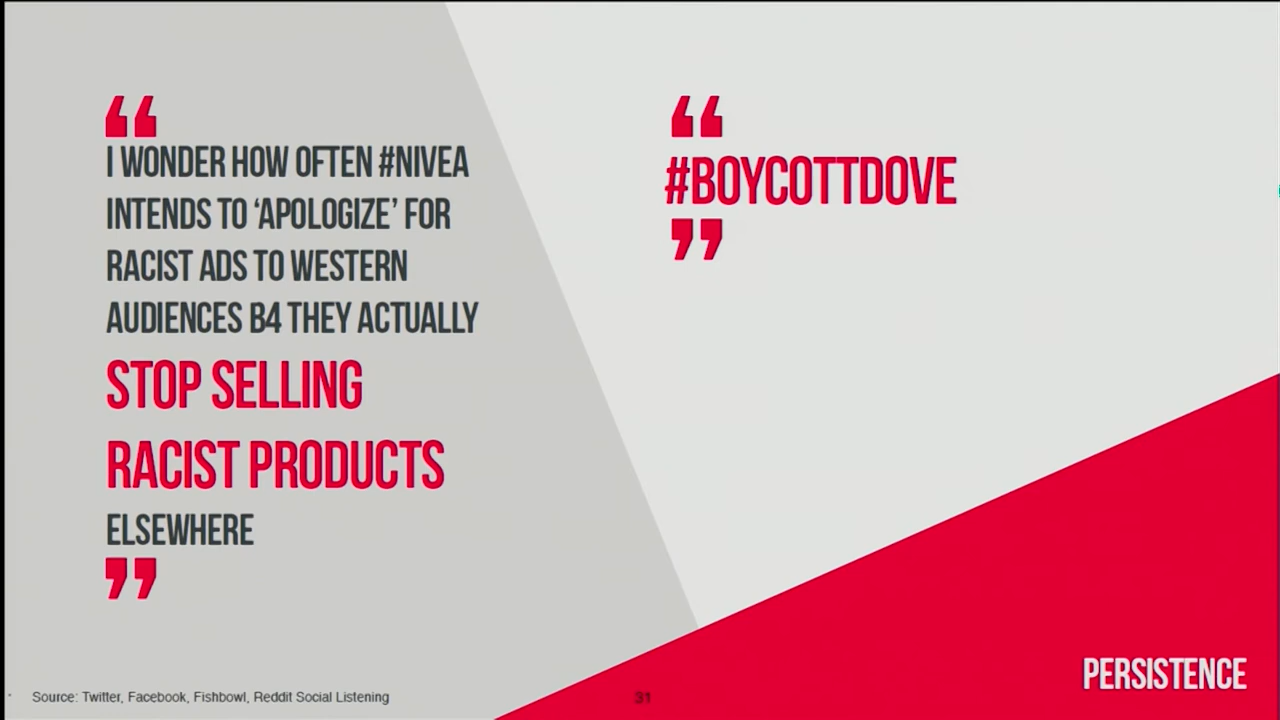 “
I WONDER HOW OFTEN #NIVEA
INTENDS TO ‘APOLOGIZE’ FOR
RACIST ADS TO WESTERN
AUDIENCES B4 THEY ACTUALLY
STOP SELLING
RACIST PRODUCTS
ELSEWHERE
”
“
#BOYCOTTDOVE
”
Source: Twitter, Facebook, Fishbowl, Reddit Social Listening
31
PERSISTENCE